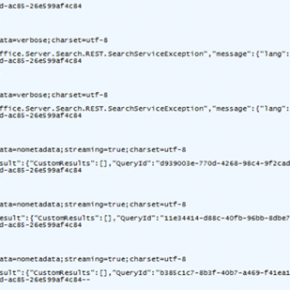 d-ac85-26e599af4c84
ata=verbose;charset=utf-8
ffice.Server.Search.REST.SearchServiceException","message":{"lang":
d-ac85-26e599af4c84
ata=verbose;charset=utf-8
ffice.Server.Search.REST.SearchServiceException","message":{"lang":
d-ac85-26e599af4c84
ata=nometadata;streaming=true;charset=utf-8
sult":{"CustomResults":[],"QueryId":"d939003e-770d-4268-98c4-9f2cad
d-ac85-26e599af4c84
ata=nometadata;streaming=true;charset=utf-8
esult":{"CustomResults":[],"QueryId":"11e34414-d88c-40fb-96bb-8dbe7
d-ac85-26e599af4c84
ata=nometadata;streaming=true;charset=utf-8
sult":{"CustomResults":[],"QueryId":"b385c1c7-8b3f-40b7-a469-f41ea1
d-ac85-26e599af4c84--